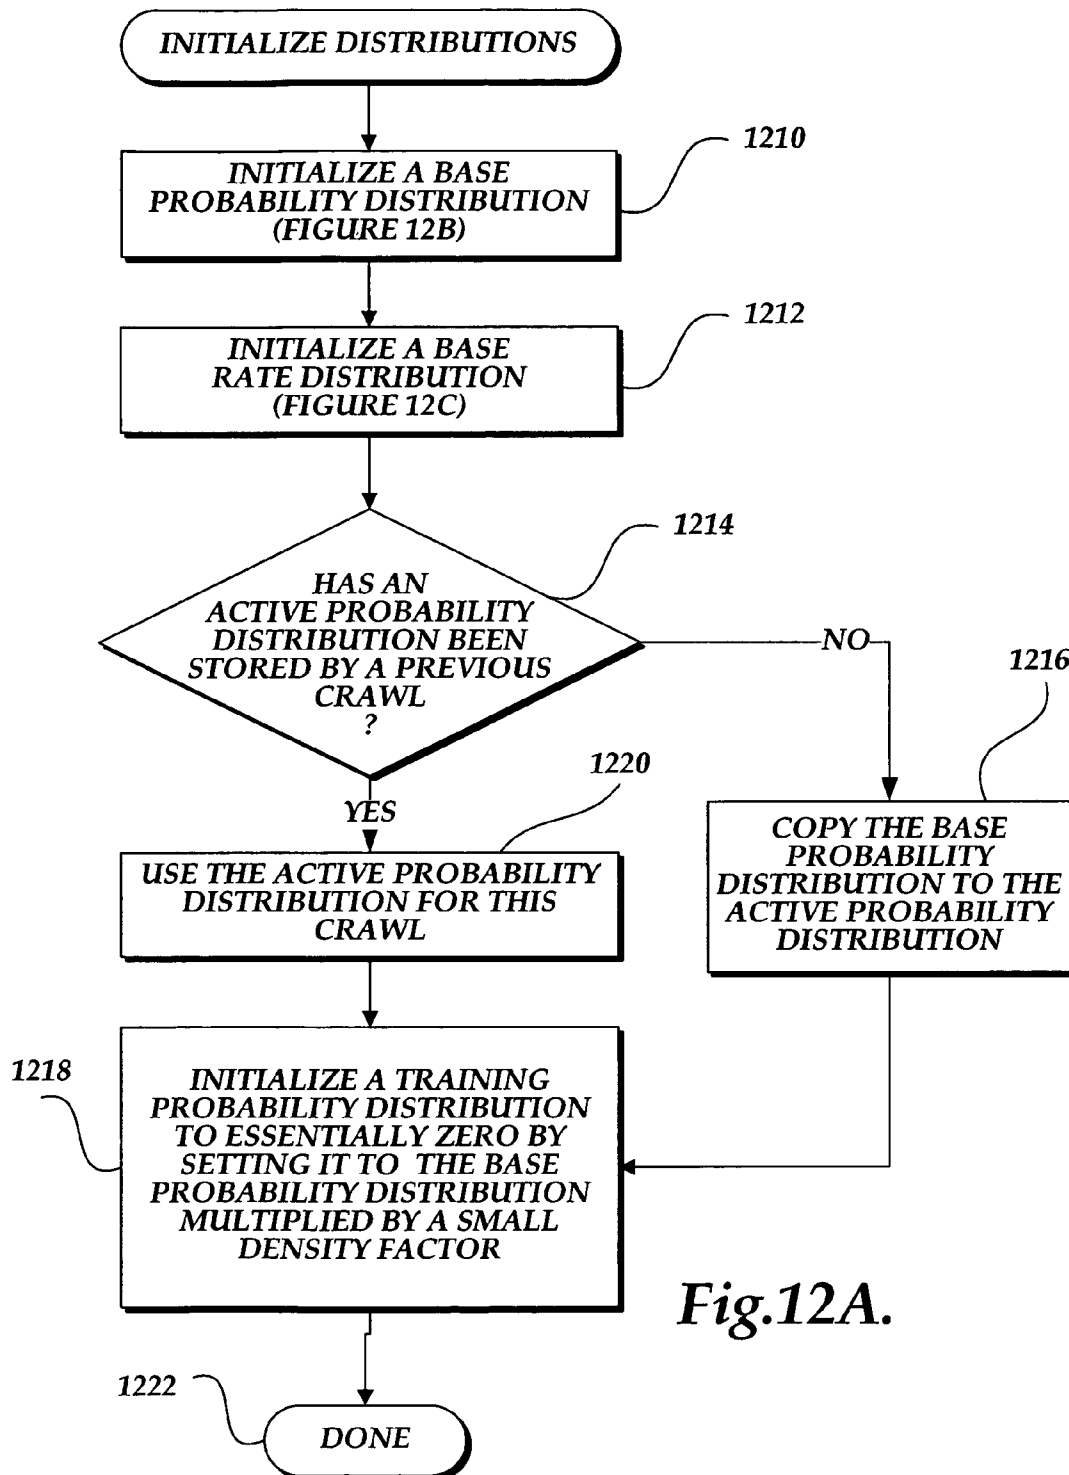 INITIALIZE DISTRIBUTIONS
1210
INITIALIZE A BASE
PROBABILITY DISTRIBUTION
(FIGURE 12B)
1212
INITIALIZE A BASE
RATE DISTRIBUTION
(FIGURE 12C)
1214
HAS AN
ACTIVE PROBABILITY
DISTRIBUTION BEEN
STORED BY A PREVIOUS
CRAWL
?
NO
1216
COPY THE BASE
PROBABILITY
DISTRIBUTION TO THE
ACTIVE PROBABILITY
DISTRIBUTION
YES
1220
USE THE ACTIVE PROBABILITY
DISTRIBUTION FOR THIS
CRAWL
1218
INITIALIZE A TRAINING
PROBABILITY DISTRIBUTION
TO ESSENTIALLY ZERO BY
SETTING IT TO THE BASE
PROBABILITY DISTRIBUTION
MULTIPLIED BY A SMALL
DENSITY FACTOR
Fig.12A.
1222
DONE